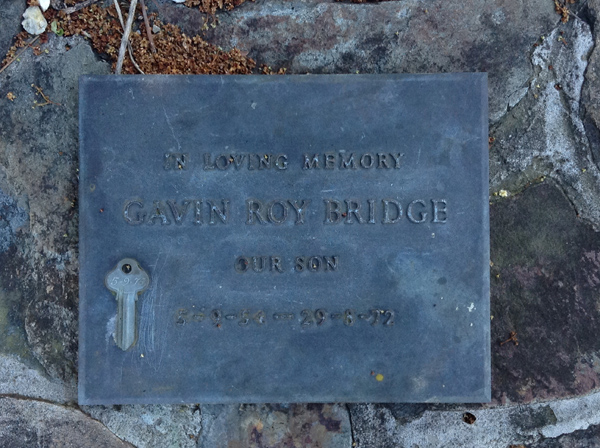 IN LOVING MEMORY
GAVIN ROY BRIDGE
OUR SON